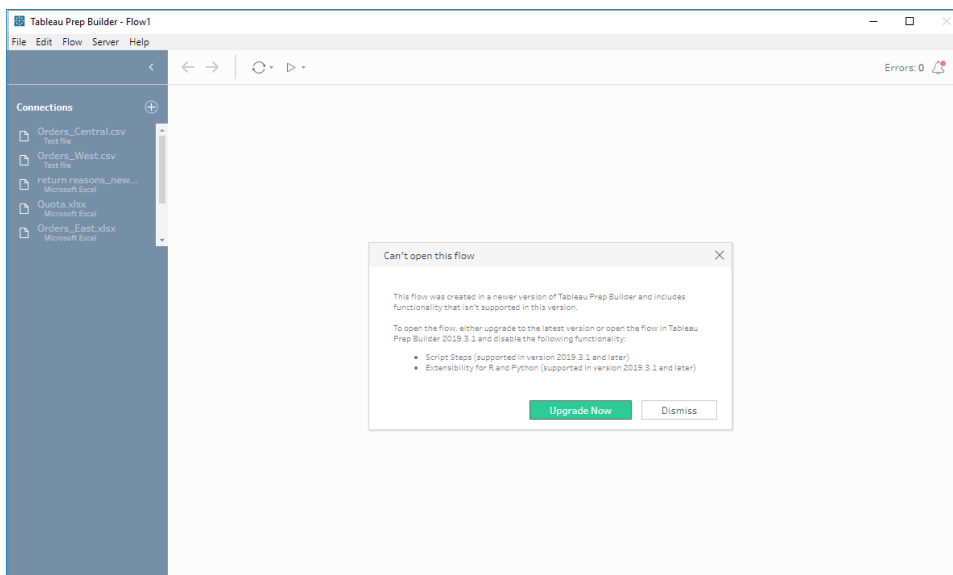 Tableau Prep Builder - Flow1
File Edit Flow Server Help
Errors: 0
Connections
Orders_Central.csv
Text file
Orders_West.csv
Text file
return reasons_new...
Microsoft Excel
Quota.xlsx
Microsoft Excel
Orders_East.xlsx
Microsoft Excel
Can't open this flow
This flow was created in a newer version of Tableau Prep Builder and includes
functionality that isn't supported in this version.
To open the flow, either upgrade to the latest version or open the flow in Tableau
Prep Builder 2019.3.1 and disable the following functionality:
• Script Steps (supported in version 2019.3.1 and later)
• Extensibility for R and Python (supported in version 2019.3.1 and later)
Upgrade Now Dismiss